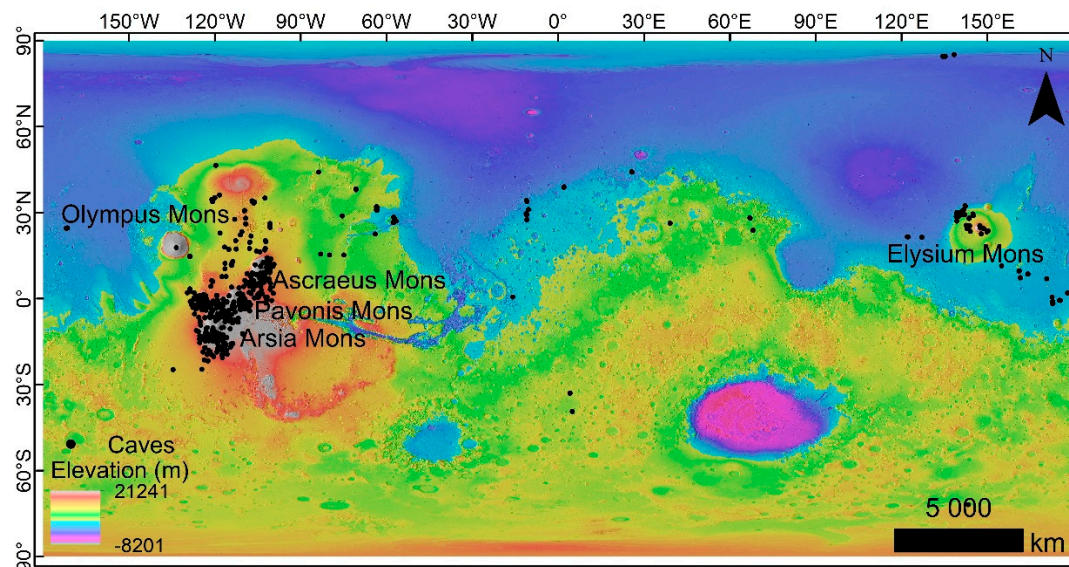 150°W 120°W 90°W 60°W 30°W 0° 30°E 60°E 90°E 120°E 150°E
90°
N
60°N
30°N
Olympus Mons
Elysium Mons
Ascraeus Mons
0°
Pavonis Mons
Arsia Mons
30°S
Caves
Elevation (m)
60°S
21241
5 000
-8201
km
90°